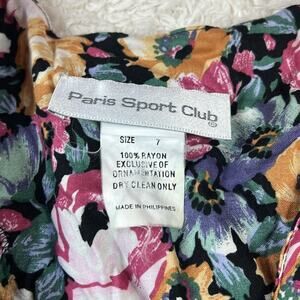 Paris Sport Club®
SIZE 7
100% RAYON
EXCLUSIVE OF
ORNAMENTATION
DRY CLEAN ONLY
MADE IN PHILIPPINES